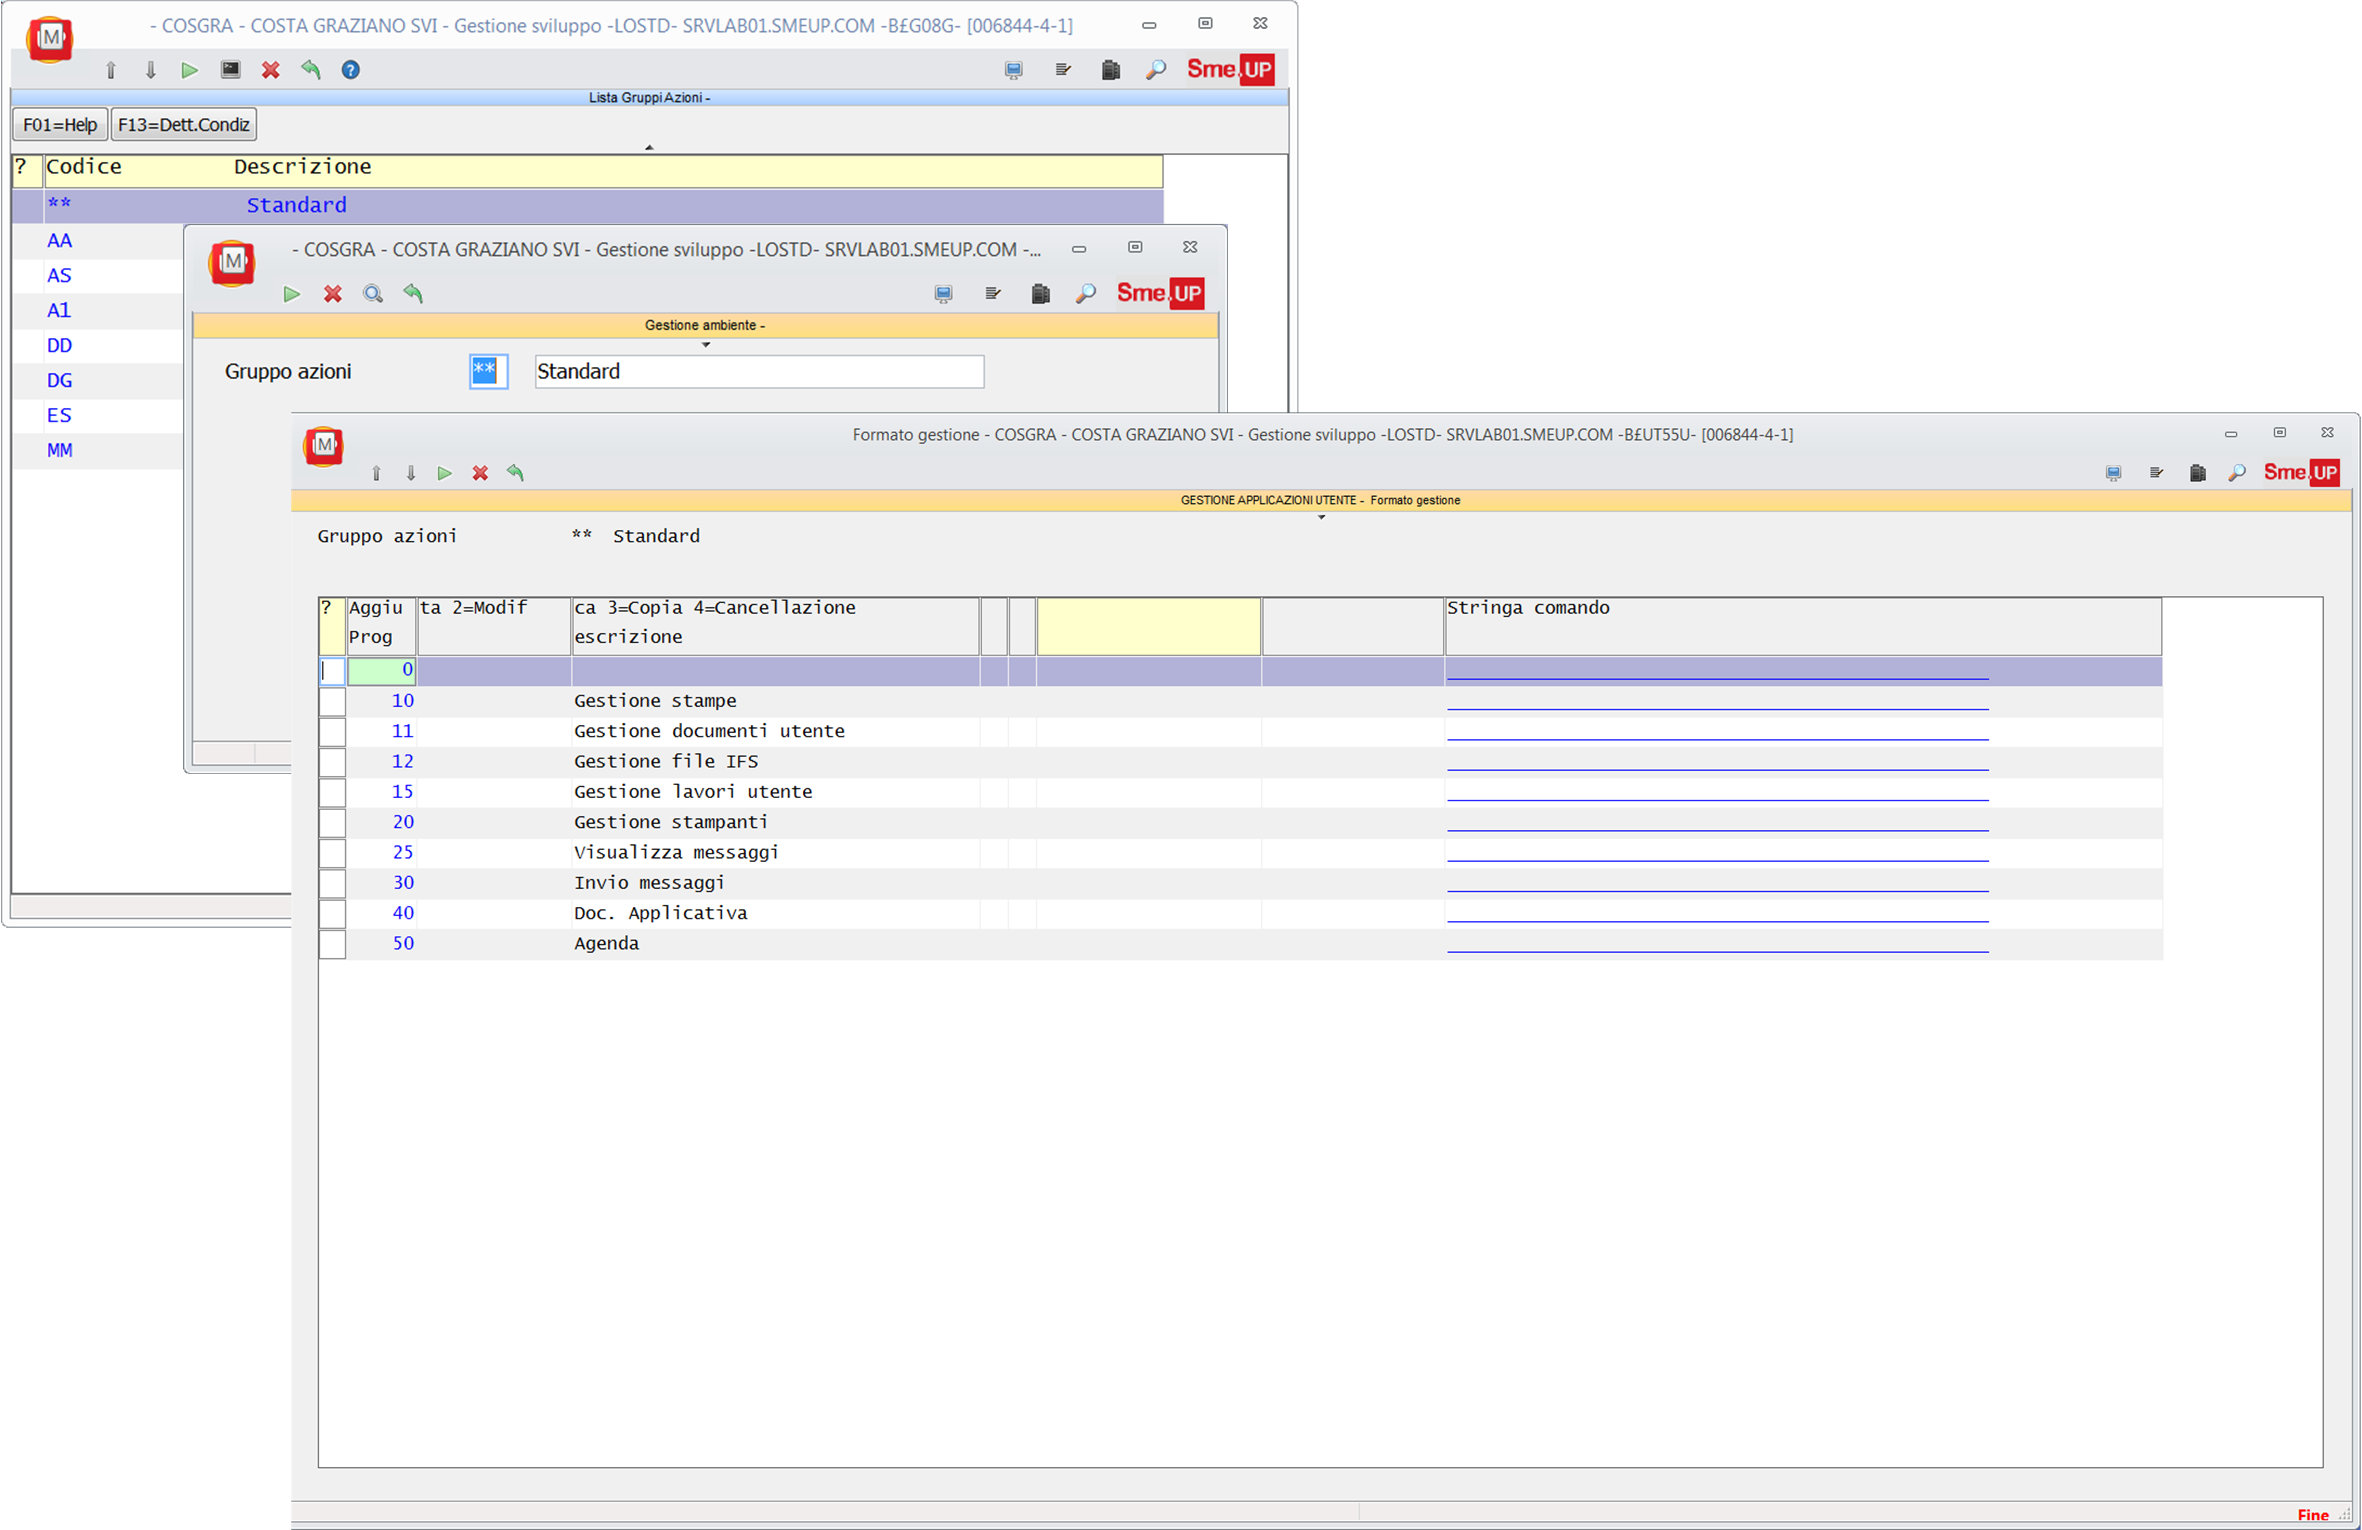 - COSGRA - COSTA GRAZIANO SVI - Gestione sviluppo -LOSTD- SRVLAB01.SMEUP.COM -B£G08G- [006844-4-1]
M
Sme.UP
Lista Gruppi Azioni -
F01=Help F13=Dett.Condiz
? Codice Descrizione
** Standard
AA
AS
A1
DD
DG
ES
MM
- COSGRA - COSTA GRAZIANO SVI - Gestione sviluppo -LOSTD- SRVLAB01.SMEUP.COM -...
M
Sme.UP
Gestione ambiente -
Gruppo azioni ** Standard
Formato gestione - COSGRA - COSTA GRAZIANO SVI - Gestione sviluppo -LOSTD- SRVLAB01.SMEUP.COM -B£UT55U- [006844-4-1]
M
Sme.UP
GESTIONE APPLICAZIONI UTENTE - Formato gestione
Gruppo azioni ** Standard
? Aggiu ta 2=Modif ca 3=Copia 4=Cancellazione Stringa comando
Prog escrizione
0
10 Gestione stampe
11 Gestione documenti utente
12 Gestione file IFS
15 Gestione lavori utente
20 Gestione stampanti
25 Visualizza messaggi
30 Invio messaggi
40 Doc. Applicativa
50 Agenda
Fine